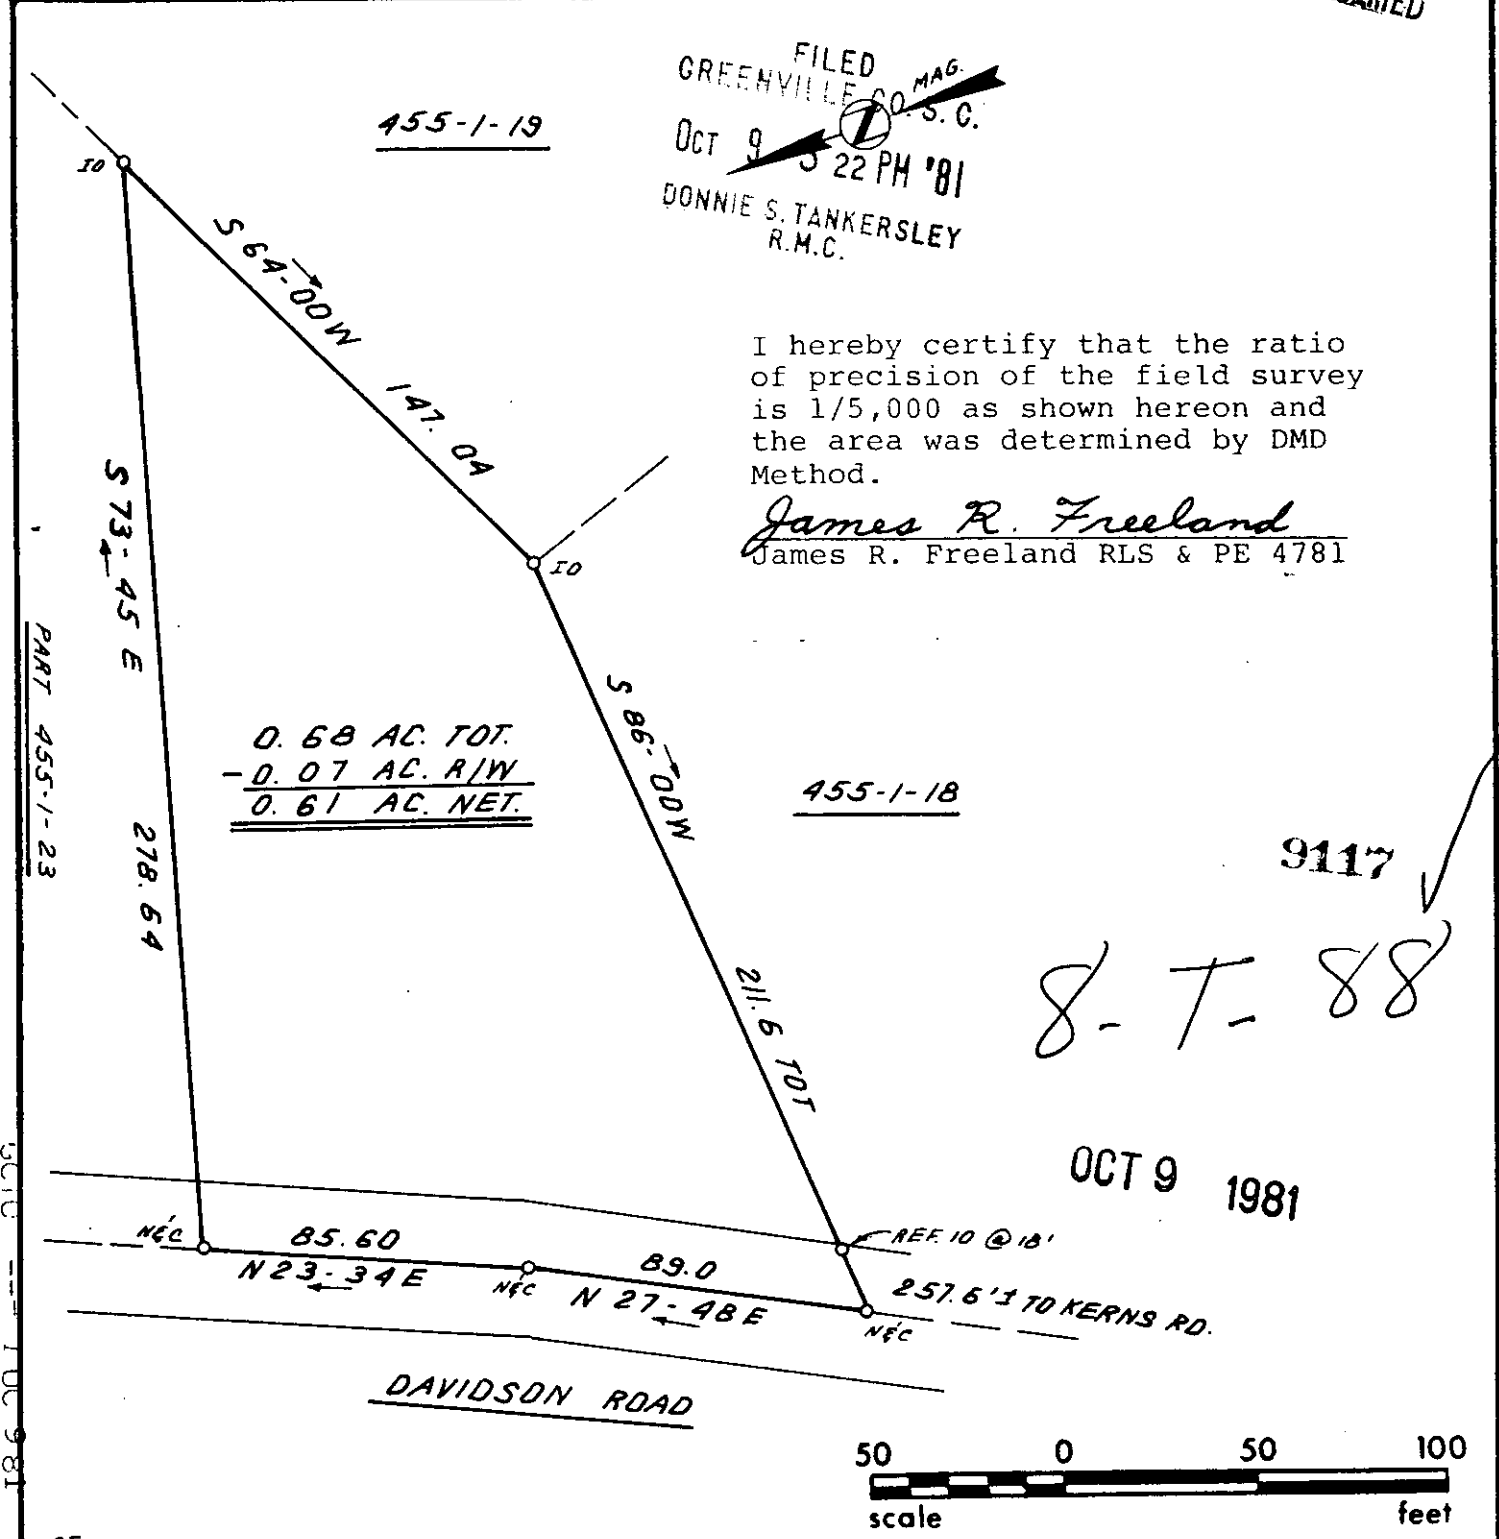 FILED
GREENVILLE CO. S. C.
MAG.
OCT 9 3 22 PM '81
DONNIE S. TANKERSLEY
R.M.C.
455-1-19
IO
S 64-00W
147.04
I hereby certify that the ratio
of precision of the field survey
is 1/5,000 as shown hereon and
the area was determined by DMD
Method.
James R. Freeland
James R. Freeland RLS & PE 4781
IO
S 73-45 E
278.64
PART 455-1-23
S 86-00W
211.6 TOT
0.68 AC. TOT.
-0.07 AC. R/W
0.61 AC. NET.
455-1-18
9117
8-T-88
OCT 9 1981
REF. IO @ 18'
N&C
85.60
N 23-34 E
N&C
89.0
N 27-48 E
N&C
257.6'± TO KERNS RD.
DAVIDSON ROAD
50 0 50 100
scale feet